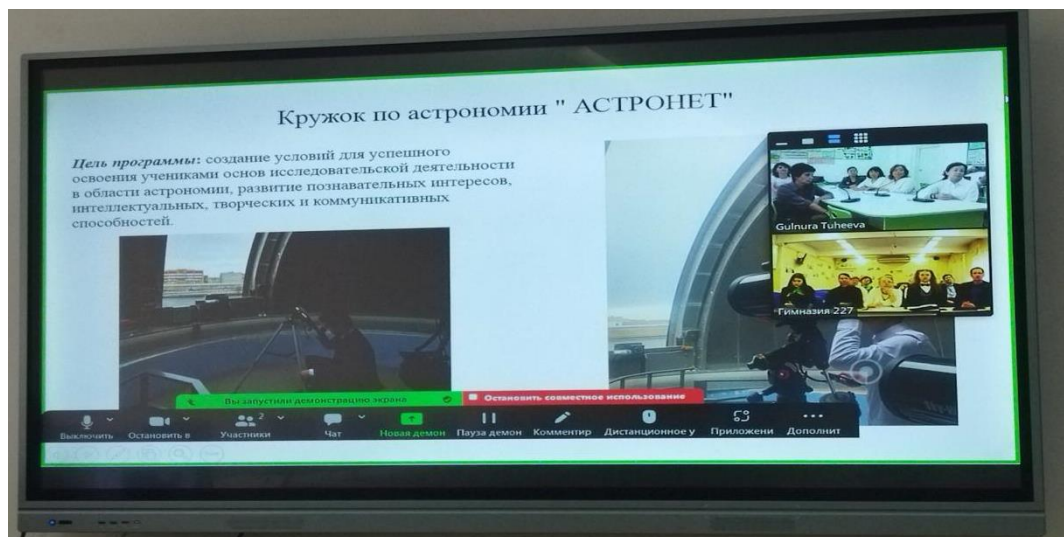 Кружок по астрономии " АСТРОНЕТ"
Цель программы: создание условий для успешного
освоения учениками основ исследовательской деятельности
в области астрономии, развитие познавательных интересов,
интеллектуальных, творческих и коммуникативных
способностей.
Gulnura Tuheeva
Гимназия 227
Вы запустили демонстрацию экрана
Остановить совместное использование
Выключить
Остановить в
2
Участники
Чат
Новая демон
Пауза демон
Комментир
Дистанционное у
Приложени
Дополнит